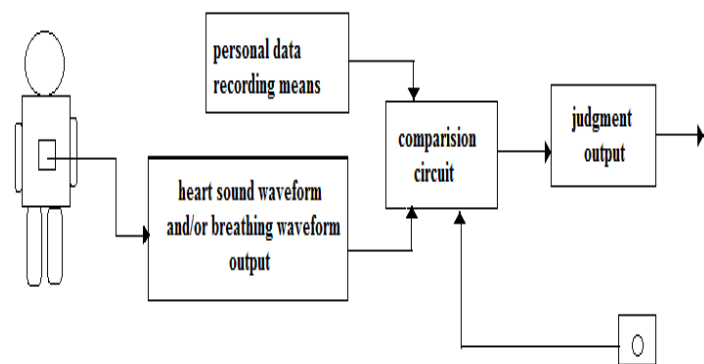 personal data
recording means
comparision
circuit
judgment
output
heart sound waveform
and/or breathing waveform
output